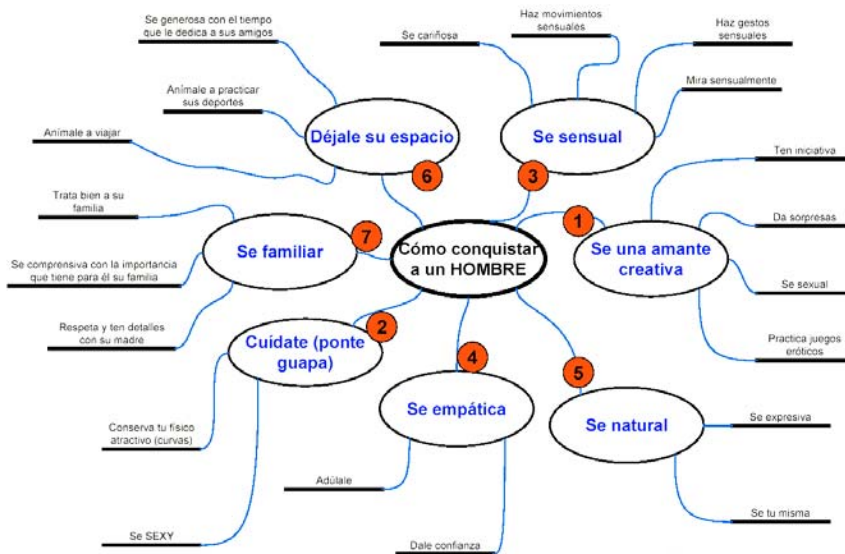 Se generosa con el tiempo
que le dedica a sus amigos
Anímale a practicar
sus deportes
Anímale a viajar
Déjale su espacio
6
Se cariñosa
Haz movimientos
sensuales
Haz gestos
sensuales
Mira sensualmente
Se sensual
3
Cómo conquistar
a un HOMBRE
1
Se una amante
creativa
Ten iniciativa
Da sorpresas
Se sexual
Practica juegos
eróticos
7
Se familiar
Trata bien a su
familia
Se comprensiva con la importancia
que tiene para él su familia
Respeta y ten detalles
con su madre
2
Cuídate (ponte
guapa)
Conserva tu físico
atractivo (curvas)
Se SEXY
4
Se empática
Adúlale
Dale confianza
5
Se natural
Se expresiva
Se tu misma